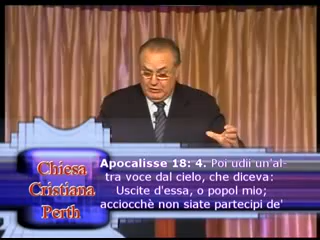 Chiesa
Cristiana
Perth
Apocalisse 18: 4. Poi udii un'al-
tra voce dal cielo, che diceva:
Uscite d'essa, o popol mio;
acciocchè non siate partecipi de'